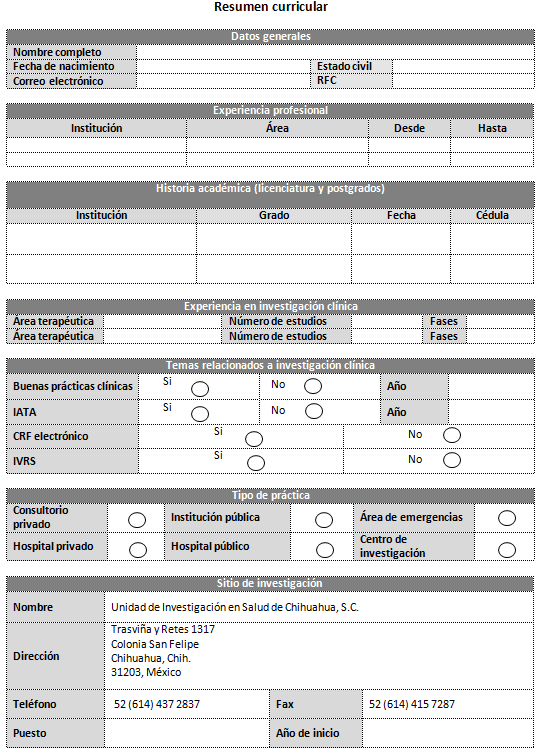 Resumen curricular
Datos generales
Nombre completo
Fecha de nacimiento Estado civil
Correo electrónico RFC
Experiencia profesional
Institución Área Desde Hasta
Historia académica (licenciatura y postgrados)
Institución Grado Fecha Cédula
Experiencia en investigación clínica
Área terapéutica Número de estudios Fases
Área terapéutica Número de estudios Fases
Temas relacionados a investigación clínica
Buenas prácticas clínicas Si No Año
IATA Si No Año
CRF electrónico Si No
IVRS Si No
Tipo de práctica
Consultorio privado Institución pública Área de emergencias
Hospital privado Hospital público Centro de investigación
Sitio de investigación
Nombre Unidad de Investigación en Salud de Chihuahua, S.C.
Dirección Trasviña y Retes 1317
Colonia San Felipe
Chihuahua, Chih.
31203, México
Teléfono 52 (614) 437 2837 Fax 52 (614) 415 7287
Puesto Año de inicio